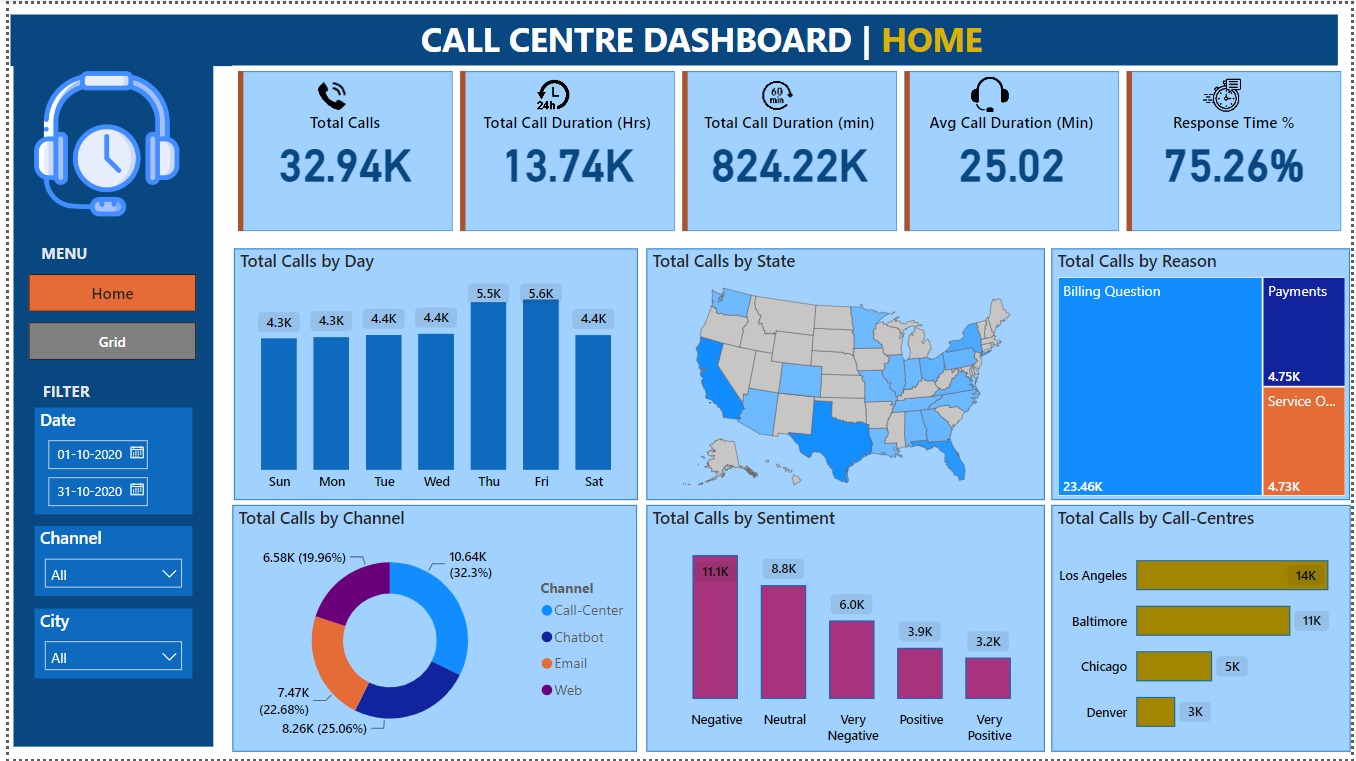 CALL CENTRE DASHBOARD | HOME
24h
60
min
Total Calls
Total Call Duration (Hrs)
Total Call Duration (min)
Avg Call Duration (Min)
Response Time %
32.94K
13.74K
824.22K
25.02
75.26%
MENU
Home
Grid
FILTER
Date
01-10-2020
31-10-2020
Channel
All
City
All
Total Calls by Day
4.3K
4.3K
4.4K
4.4K
5.5K
5.6K
4.4K
Sun
Mon
Tue
Wed
Thu
Fri
Sat
Total Calls by State
Total Calls by Reason
Billing Question
23.46K
Payments
4.75K
Service O...
4.73K
Total Calls by Channel
6.58K (19.96%)
10.64K
(32.3%)
7.47K
(22.68%)
8.26K (25.06%)
Channel
Call-Center
Chatbot
Email
Web
Total Calls by Sentiment
11.1K
8.8K
6.0K
3.9K
3.2K
Negative
Neutral
Very
Negative
Positive
Very
Positive
Total Calls by Call-Centres
Los Angeles
14K
Baltimore
11K
Chicago
5K
Denver
3K